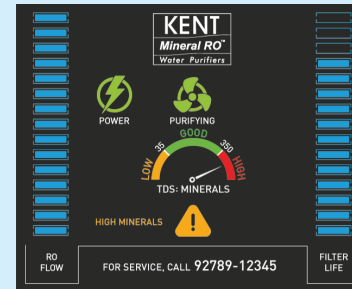 KENT
Mineral RO™
Water Purifiers
POWER
PURIFYING
LOW 35 GOOD 350 HIGH
TDS: MINERALS
HIGH MINERALS
!
RO
FLOW
FOR SERVICE, CALL 92789-12345
FILTER
LIFE